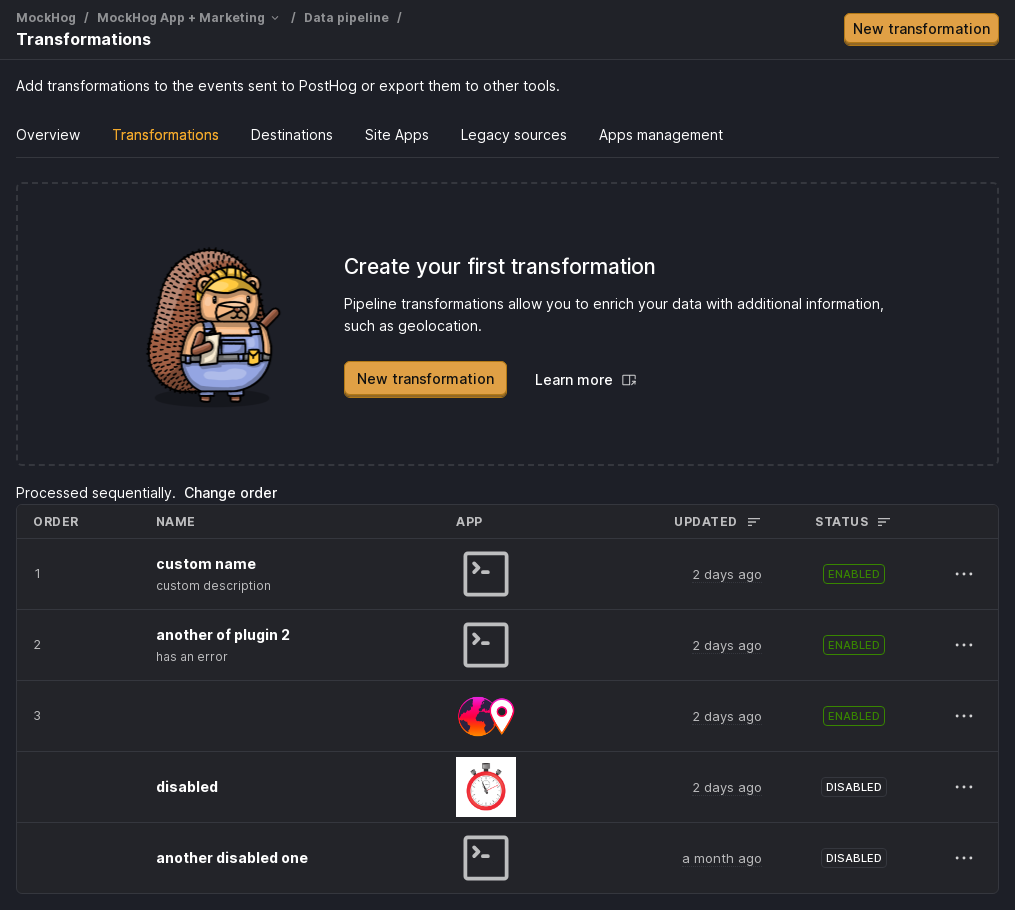 MockHog / MockHog App + Marketing / Data pipeline /
Transformations
New transformation
Add transformations to the events sent to PostHog or export them to other tools.
Overview Transformations Destinations Site Apps Legacy sources Apps management
Create your first transformation
Pipeline transformations allow you to enrich your data with additional information,
such as geolocation.
New transformation Learn more
Processed sequentially. Change order
ORDER NAME APP UPDATED STATUS
1 custom name 2 days ago ENABLED
custom description
2 another of plugin 2 2 days ago ENABLED
has an error
3 2 days ago ENABLED
disabled 2 days ago DISABLED
another disabled one a month ago DISABLED